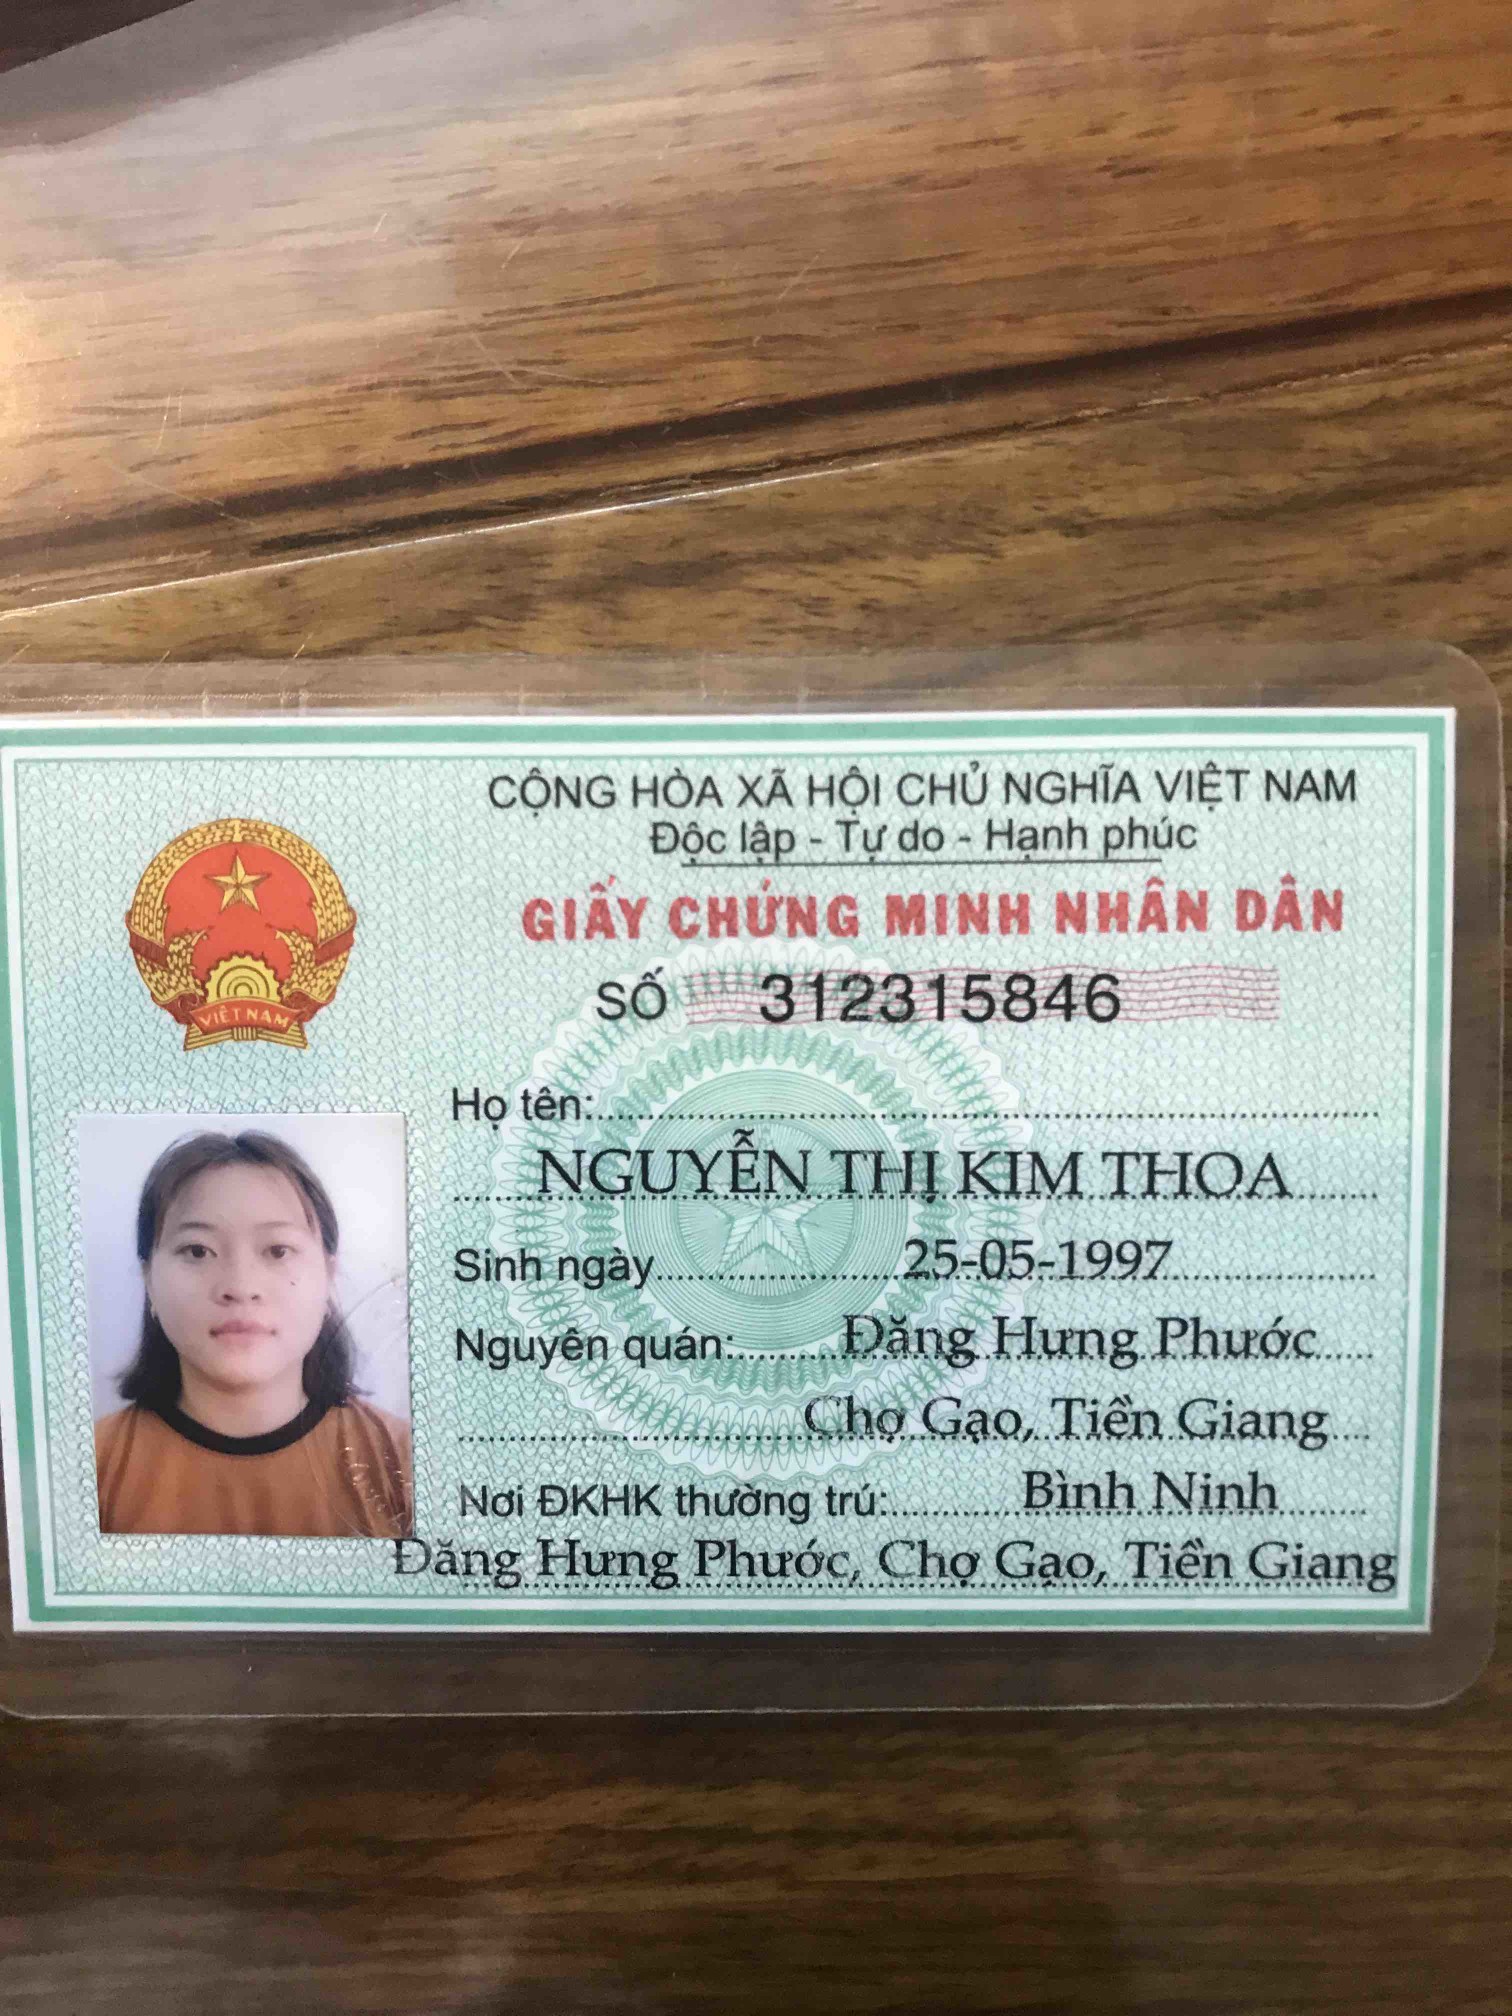 CỘNG HÒA XÃ HỘI CHỦ NGHĨA VIỆT NAM
Độc lập - Tự do - Hạnh phúc
GIẤY CHỨNG MINH NHÂN DÂN
SỐ 312315846
VIỆT NAM
Họ tên:
NGUYỄN THỊ KIM THOA
Sinh ngày 25-05-1997
Nguyên quán: Đăng Hưng Phước
Chợ Gạo, Tiền Giang
Nơi ĐKHK thường trú: Bình Ninh
Đăng Hưng Phước, Chợ Gạo, Tiền Giang